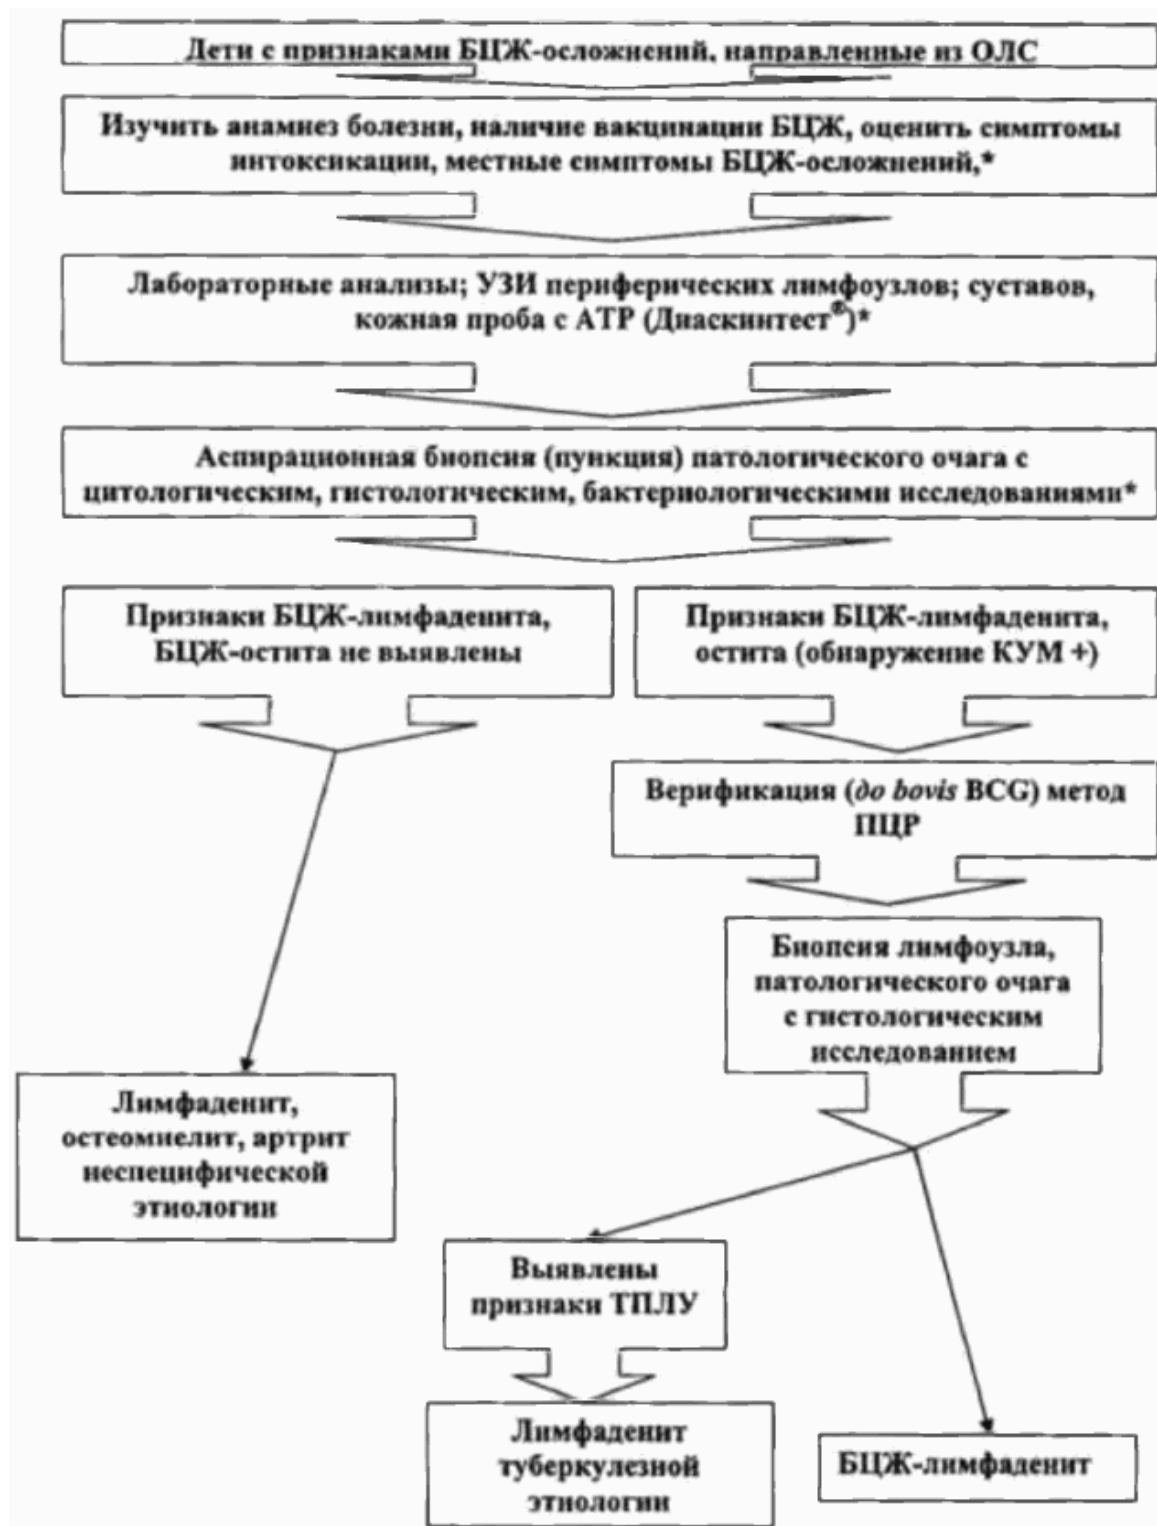 Дети с признаками БЦЖ-осложнений, направленные из ОЛС
Изучить анамнез болезни, наличие вакцинации БЦЖ, оценить симптомы
интоксикации, местные симптомы БЦЖ-осложнений,*
Лабораторные анализы; УЗИ периферических лимфоузлов; суставов,
кожная проба с АТР (Диаскинтест®)*
Аспирационная биопсия (пункция) патологического очага с
цитологическим, гистологическим, бактериологическими исследованиями*
Признаки БЦЖ-лимфаденита,
БЦЖ-остита не выявлены
Признаки БЦЖ-лимфаденита,
остита (обнаружение КУМ +)
Верификация (до bovis BCG) метод
ПЦР
Биопсия лимфоузла,
патологического очага
с гистологическим
исследованием
Лимфаденит,
остеомиелит, артрит
неспецифической
этиологии
Выявлены
признаки ТПЛУ
Лимфаденит
туберкулезной
этиологии
БЦЖ-лимфаденит